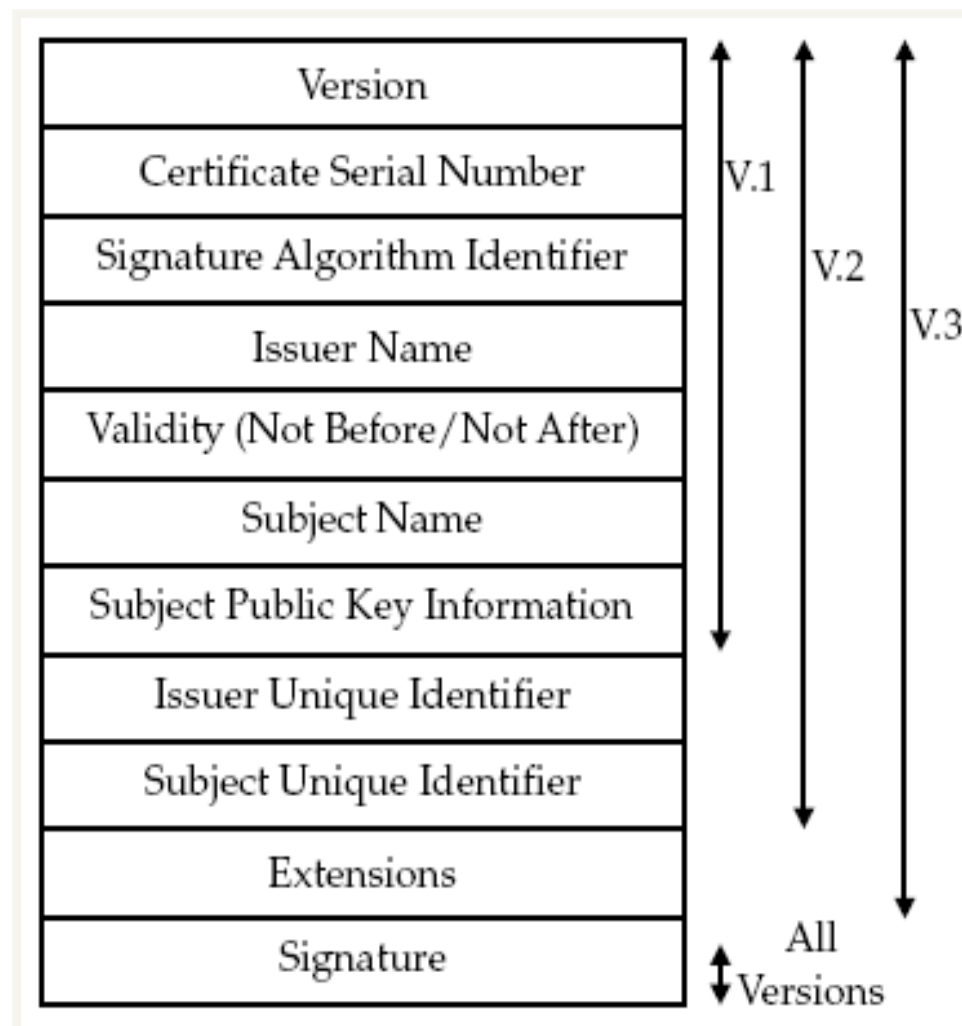 Version
Certificate Serial Number
Signature Algorithm Identifier
Issuer Name
Validity (Not Before/Not After)
Subject Name
Subject Public Key Information
Issuer Unique Identifier
Subject Unique Identifier
Extensions
Signature
V.1
V.2
V.3
All
Versions